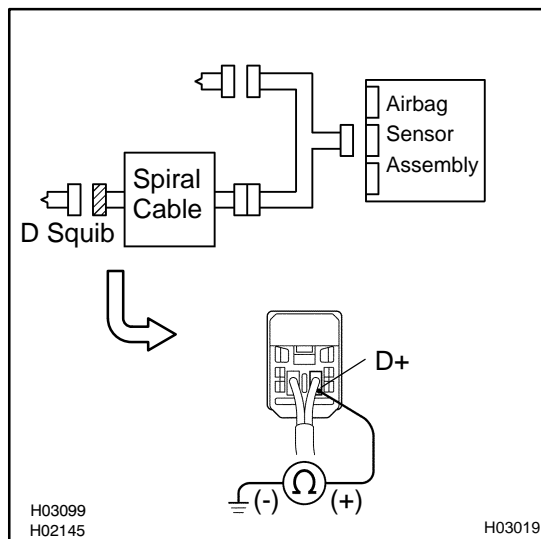 Airbag
Sensor
Assembly
Spiral
Cable
D Squib
D+
Ω
(-)
(+)
H03099
H02145
H03019